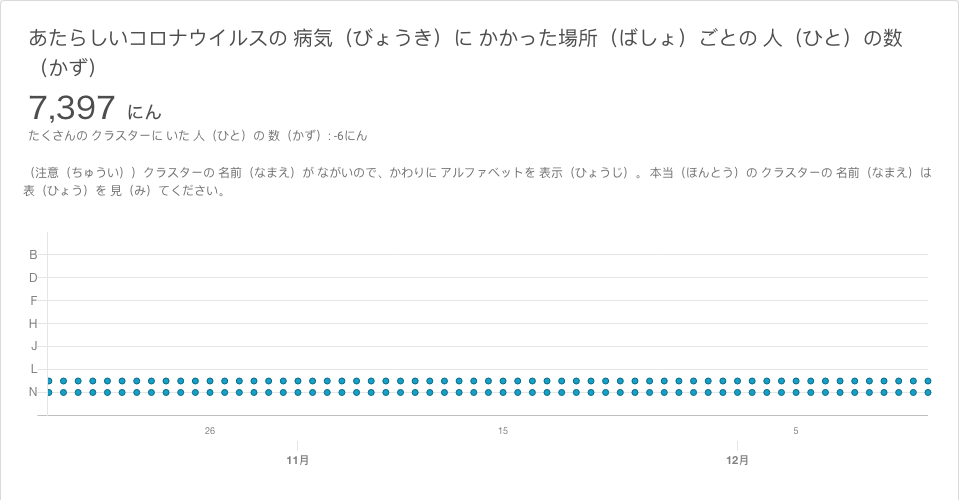 あたらしいコロナウイルスの 病気（びょうき）に かかった場所（ばしょ）ごとの 人（ひと）の数
（かず）
7,397 にん
たくさんの クラスターに いた 人（ひと）の 数（かず）: -6にん
（注意（ちゅうい））クラスターの 名前（なまえ）が ながいので、かわりに アルファベットを 表示（ひょうじ）。 本当（ほんとう）の クラスターの 名前（なまえ）は
表（ひょう）を 見（み）てください。
B
D
F
H
J
L
N
26 15 5
11月 12月